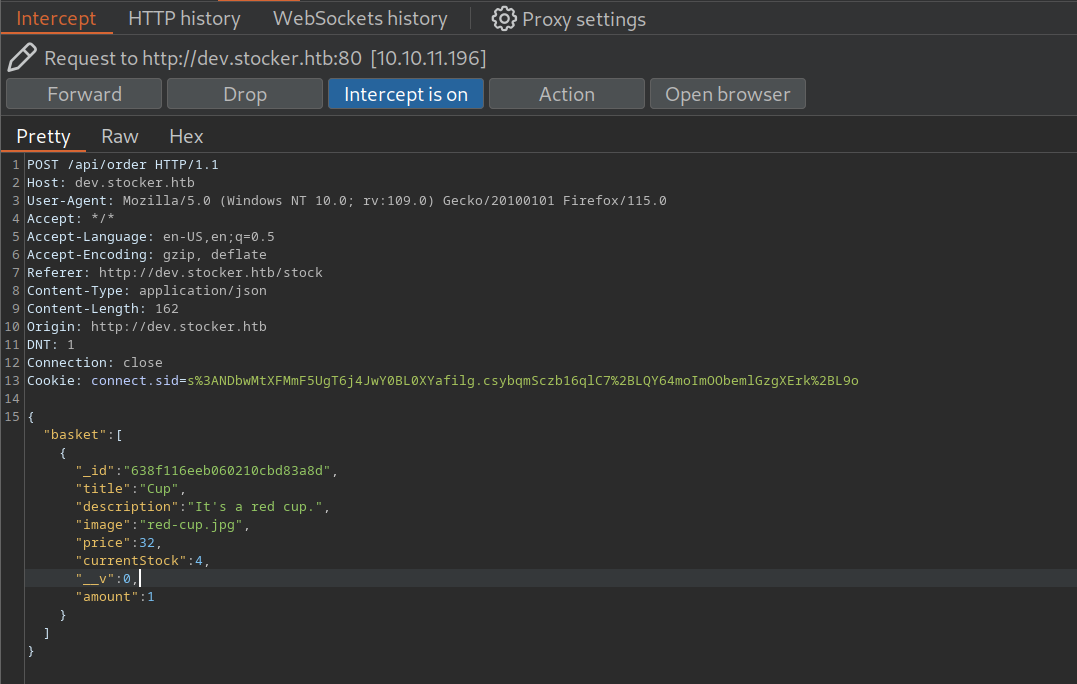 Intercept HTTP history WebSockets history Proxy settings
Request to http://dev.stocker.htb:80 [10.10.11.196]
Forward Drop Intercept is on Action Open browser
Pretty Raw Hex
1 POST /api/order HTTP/1.1
2 Host: dev.stocker.htb
3 User-Agent: Mozilla/5.0 (Windows NT 10.0; rv:109.0) Gecko/20100101 Firefox/115.0
4 Accept: */*
5 Accept-Language: en-US,en;q=0.5
6 Accept-Encoding: gzip, deflate
7 Referer: http://dev.stocker.htb/stock
8 Content-Type: application/json
9 Content-Length: 162
10 Origin: http://dev.stocker.htb
11 DNT: 1
12 Connection: close
13 Cookie: connect.sid=s%3ANDbwMtXFMmF5UgT6j4JwY0BL0XYafilg.csybqmSczb16qlC7%2BLQY64moImOObemlGzgXErk%2BL9o
14
15 {
"basket":[
{
"_id":"638f116eeb060210cbd83a8d",
"title":"Cup",
"description":"It's a red cup.",
"image":"red-cup.jpg",
"price":32,
"currentStock":4,
"__v":0,
"amount":1
}
]
}